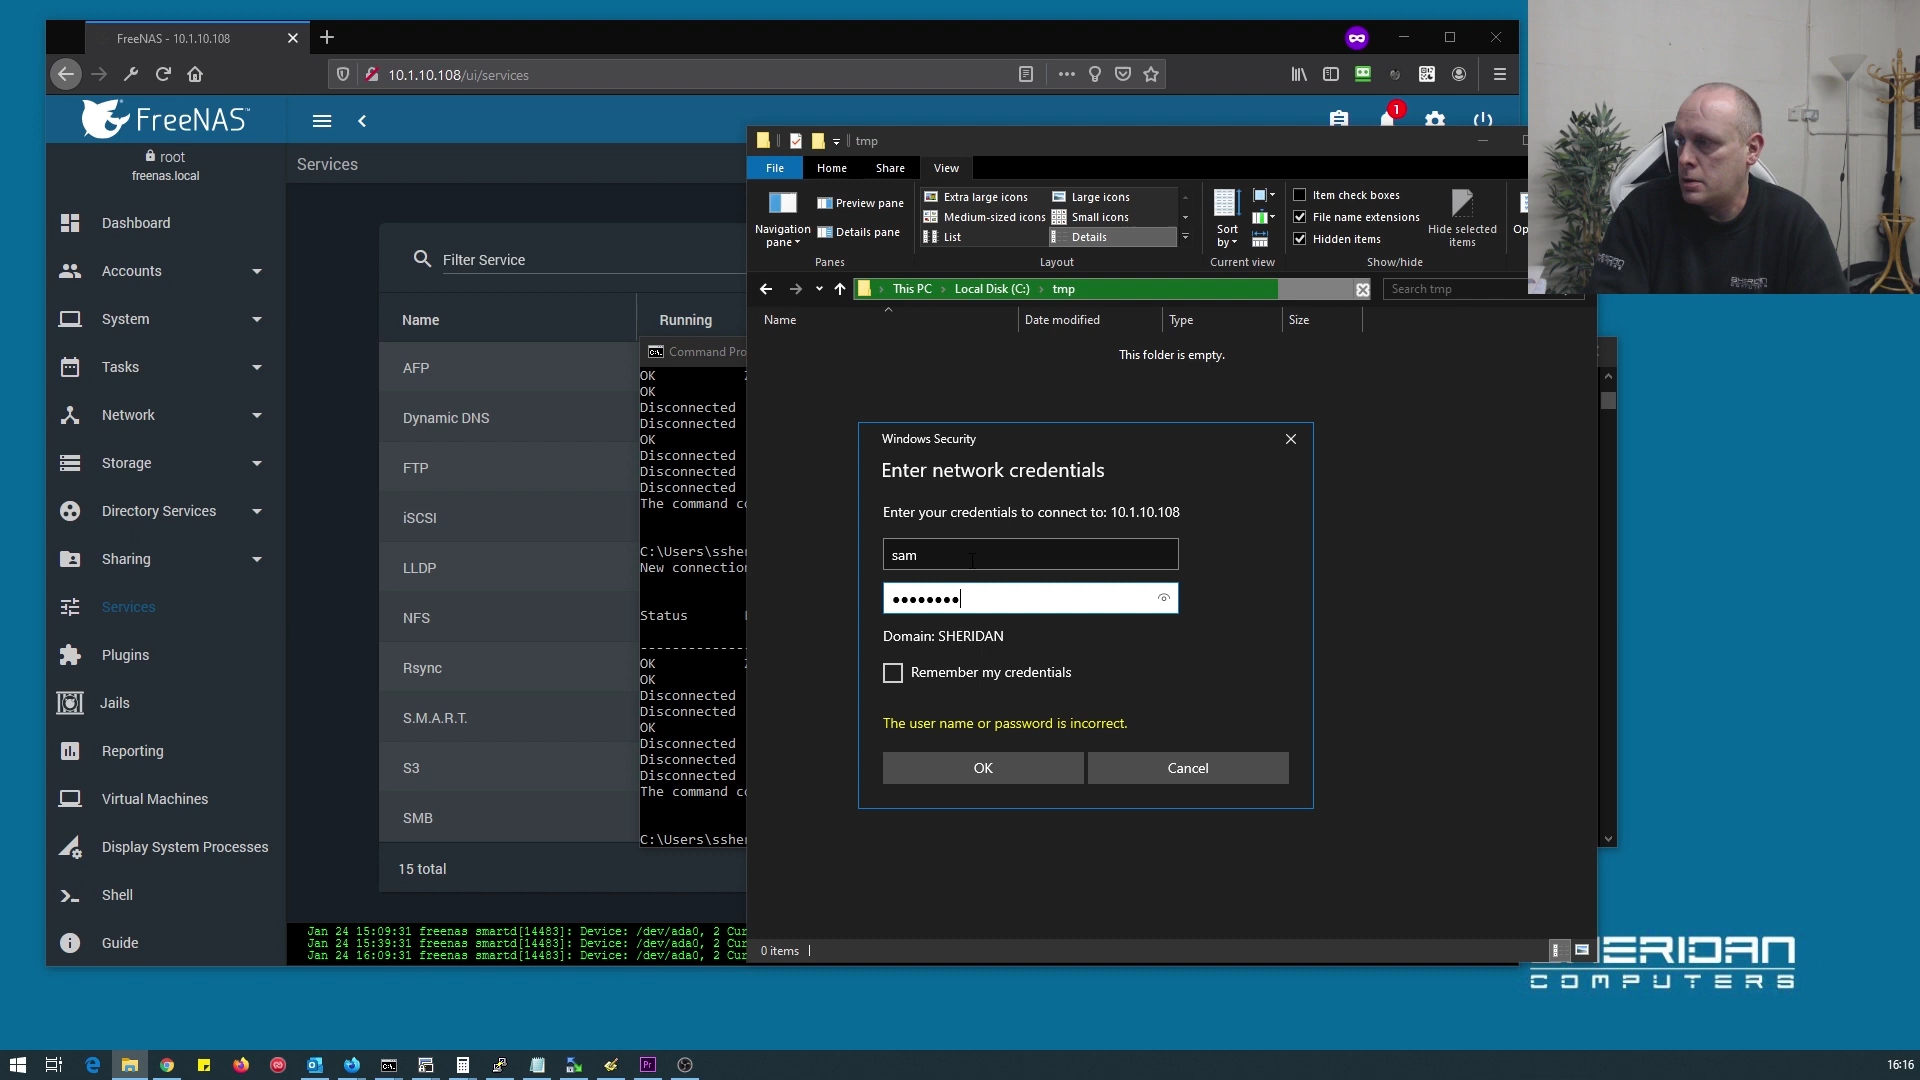 FreeNAS - 10.1.10.108
10.1.10.108/ui/services
FreeNAS
root
freenas.local
Dashboard
Accounts
System
Tasks
Network
Storage
Directory Services
Sharing
Services
Plugins
Jails
Reporting
Virtual Machines
Display System Processes
Shell
Guide
Services
1
Filter Service
Name
Running
AFP
Dynamic DNS
FTP
iSCSI
LLDP
NFS
Rsync
S.M.A.R.T.
S3
SMB
15 total
Jan 24 15:09:31 freenas smartd[14483]: Device: /dev/ada0, 2 Cur
Jan 24 15:39:31 freenas smartd[14483]: Device: /dev/ada0, 2 Cur
Jan 24 16:09:31 freenas smartd[14483]: Device: /dev/ada0, 2 Cur
Command Pro
OK
OK
Disconnected
Disconnected
OK
Disconnected
Disconnected
Disconnected
The command co
C:\Users\ssher
New connection
Status
--------------
OK
OK
Disconnected
Disconnected
OK
Disconnected
Disconnected
Disconnected
The command co
C:\Users\ssher
tmp
File
Home
Share
View
Navigation pane
Preview pane
Details pane
Panes
Extra large icons
Large icons
Medium-sized icons
Small icons
List
Details
Layout
Sort by
Current view
Item check boxes
File name extensions
Hidden items
Hide selected items
Show/hide
This PC
Local Disk (C:)
tmp
Search tmp
Name
Date modified
Type
Size
This folder is empty.
Windows Security
Enter network credentials
Enter your credentials to connect to: 10.1.10.108
sam
Domain: SHERIDAN
Remember my credentials
The user name or password is incorrect.
OK
Cancel
0 items
COMPUTERS
16:16